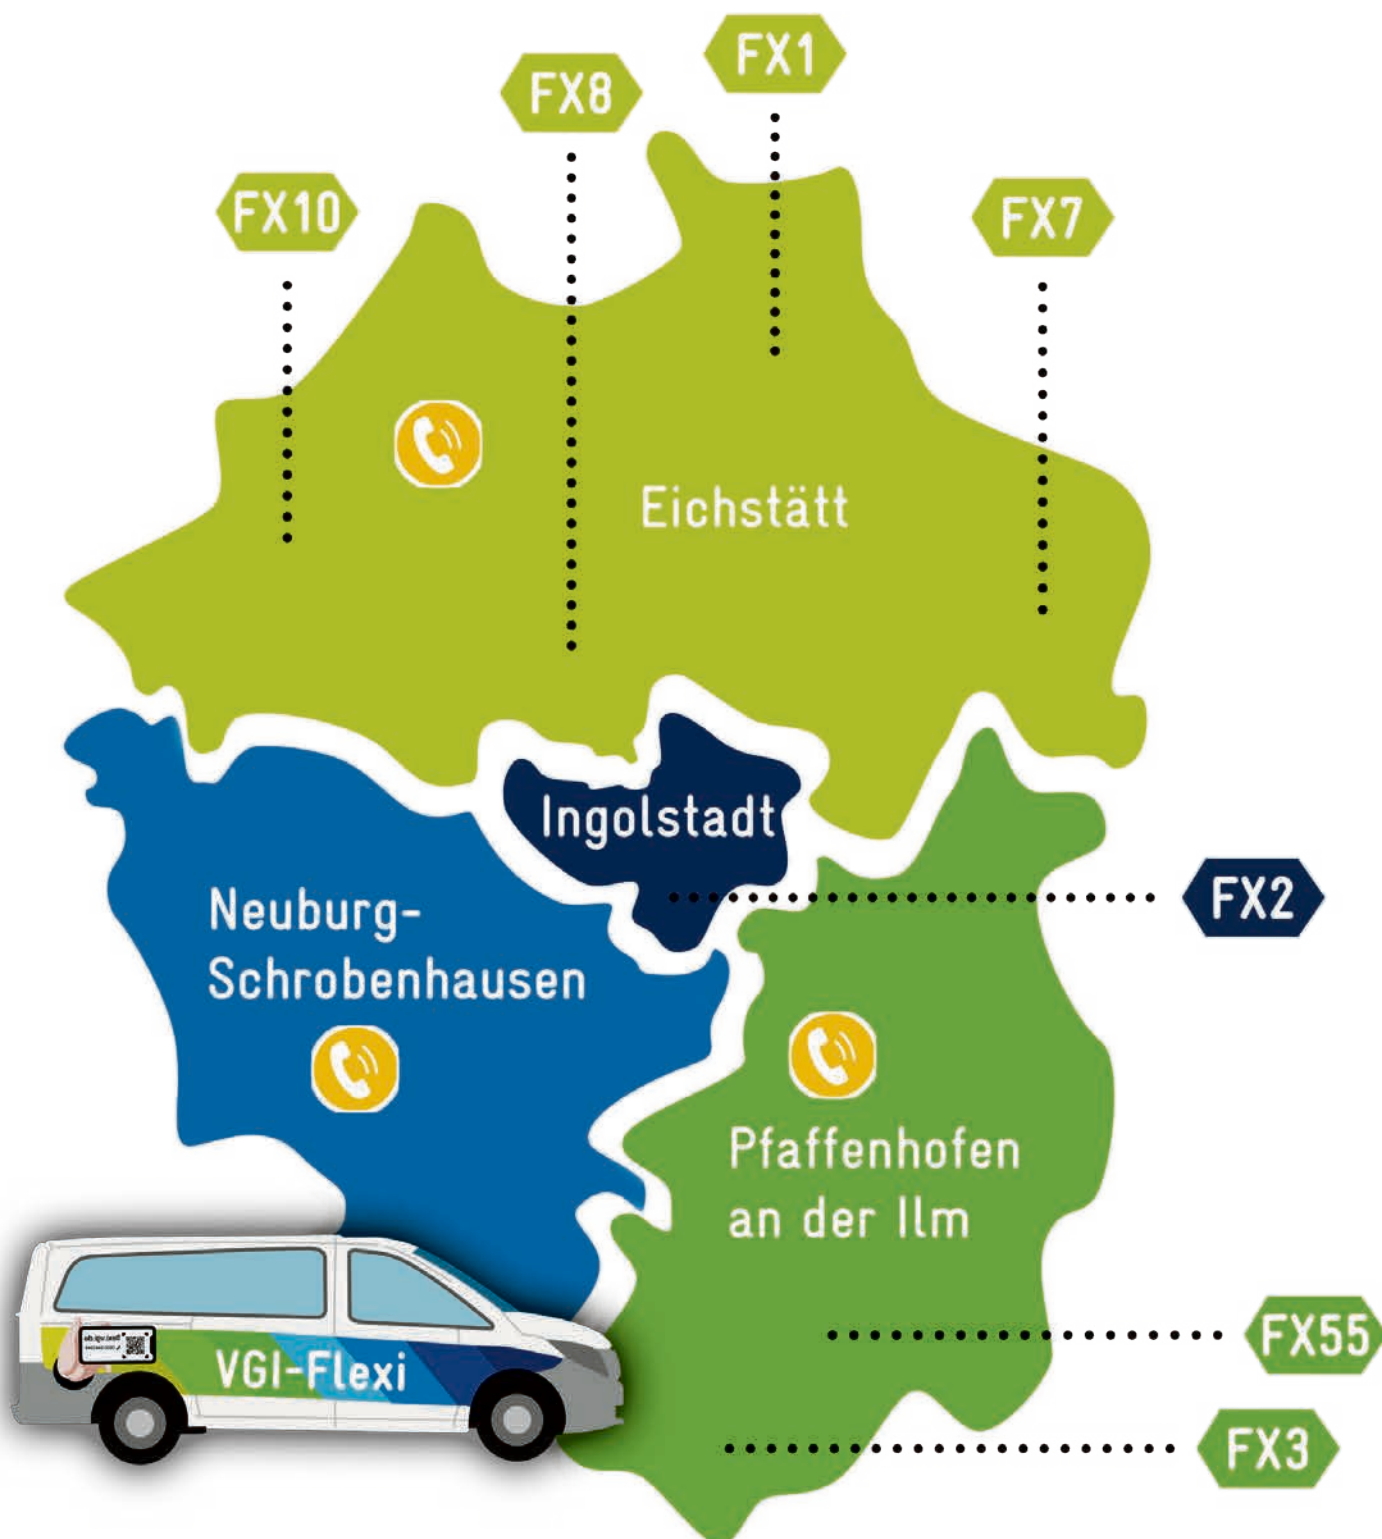 FX1
FX8
FX10
FX7
Eichstätt
Ingolstadt
FX2
Neuburg-
Schrobenhausen
Pfaffenhofen
an der Ilm
VGI-Flexi
FX55
FX3